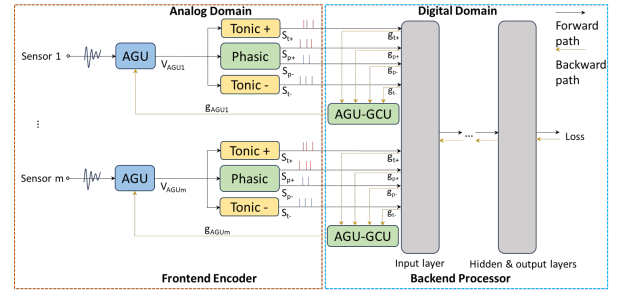 Analog Domain
Digital Domain
Sensor 1
AGU
V_AGU1
Tonic +
Phasic
Tonic -
S_t+
S_p+
S_p-
S_t-
g_t+
g_p+
g_p-
g_t-
AGU-GCU
g_AGU1
...
Sensor m
AGU
V_AGUm
Tonic +
Phasic
Tonic -
S_t+
S_p+
S_p-
S_t-
g_t+
g_p+
g_p-
g_t-
AGU-GCU
g_AGUm
Forward
path
Backward
path
...
Loss
Input layer
Hidden & output layers
Frontend Encoder
Backend Processor